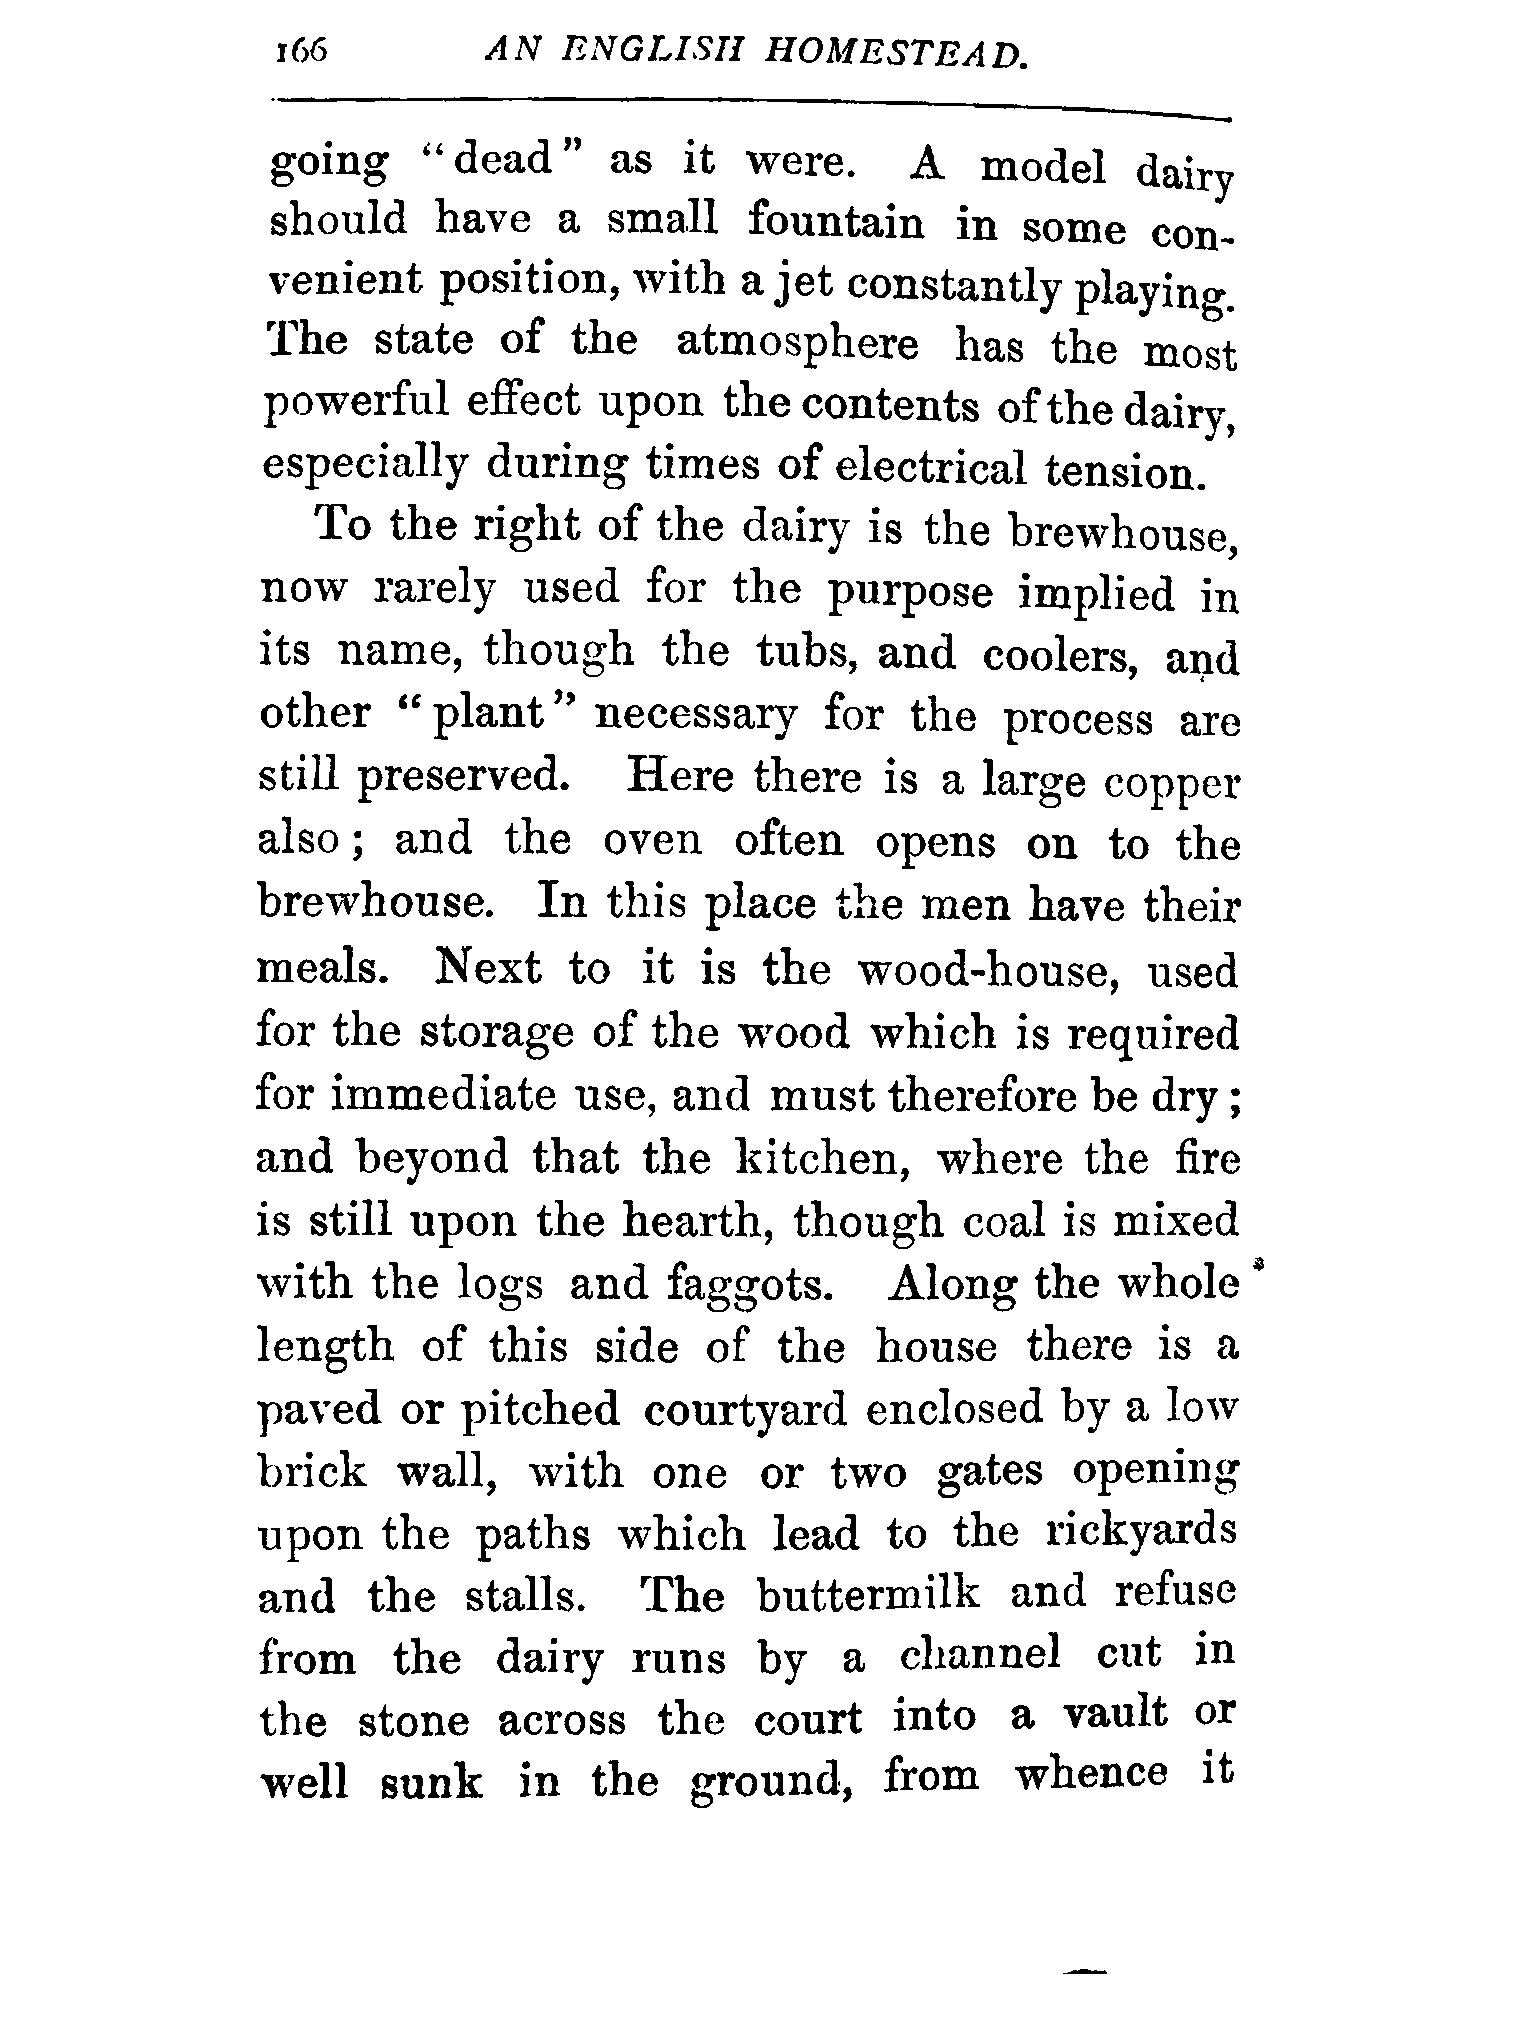 166 AN ENGLISH HOMESTEAD.
going "dead" as it were. A model dairy
should have a small fountain in some con-
venient position, with a jet constantly playing.
The state of the atmosphere has the most
powerful effect upon the contents of the dairy,
especially during times of electrical tension.
To the right of the dairy is the brewhouse,
now rarely used for the purpose implied in
its name, though the tubs, and coolers, and
other "plant" necessary for the process are
still preserved. Here there is a large copper
also; and the oven often opens on to the
brewhouse. In this place the men have their
meals. Next to it is the wood-house, used
for the storage of the wood which is required
for immediate use, and must therefore be dry;
and beyond that the kitchen, where the fire
is still upon the hearth, though coal is mixed
with the logs and faggots. Along the whole
length of this side of the house there is a
paved or pitched courtyard enclosed by a low
brick wall, with one or two gates opening
upon the paths which lead to the rickyards
and the stalls. The buttermilk and refuse
from the dairy runs by a channel cut in
the stone across the court into a vault or
well sunk in the ground, from whence it